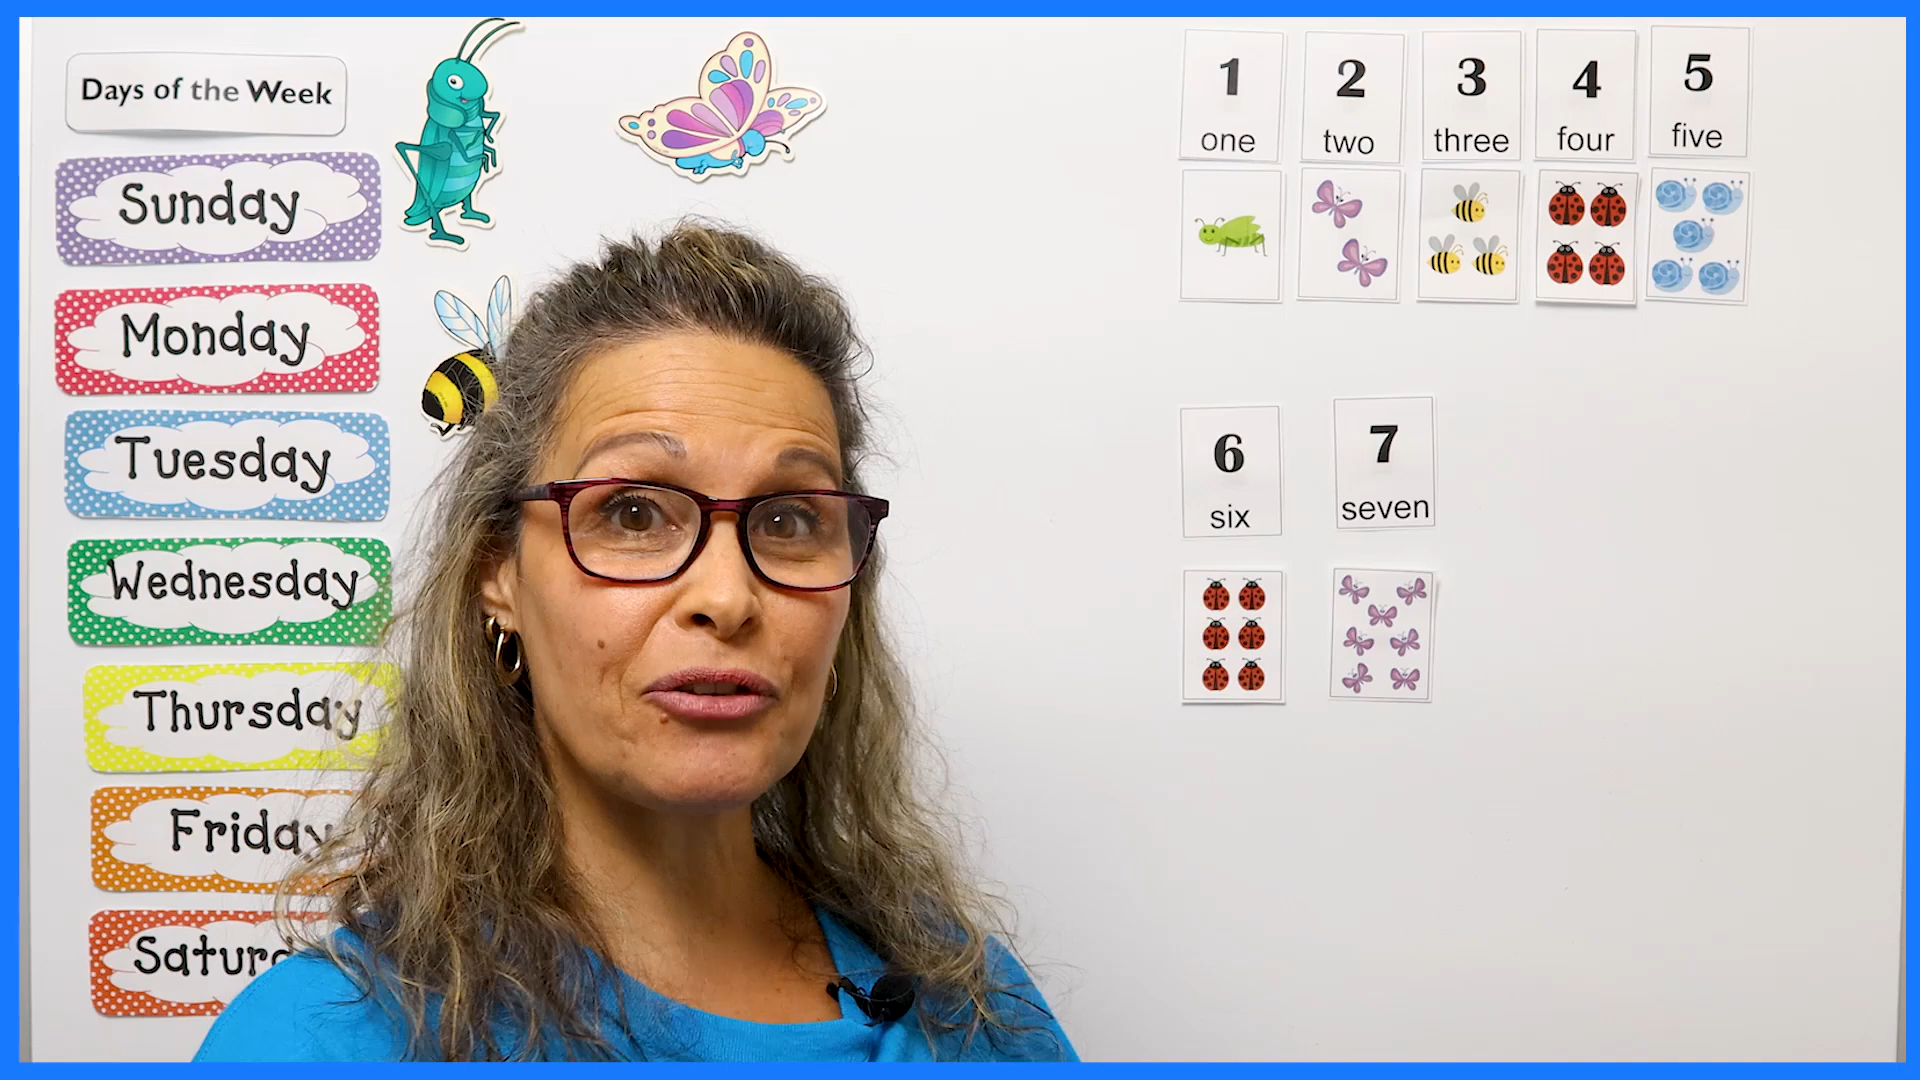 Days of the Week
Sunday
Monday
Tuesday
Wednesday
Thursday
Friday
1
one
2
two
3
three
4
four
5
five
6
six
7
seven